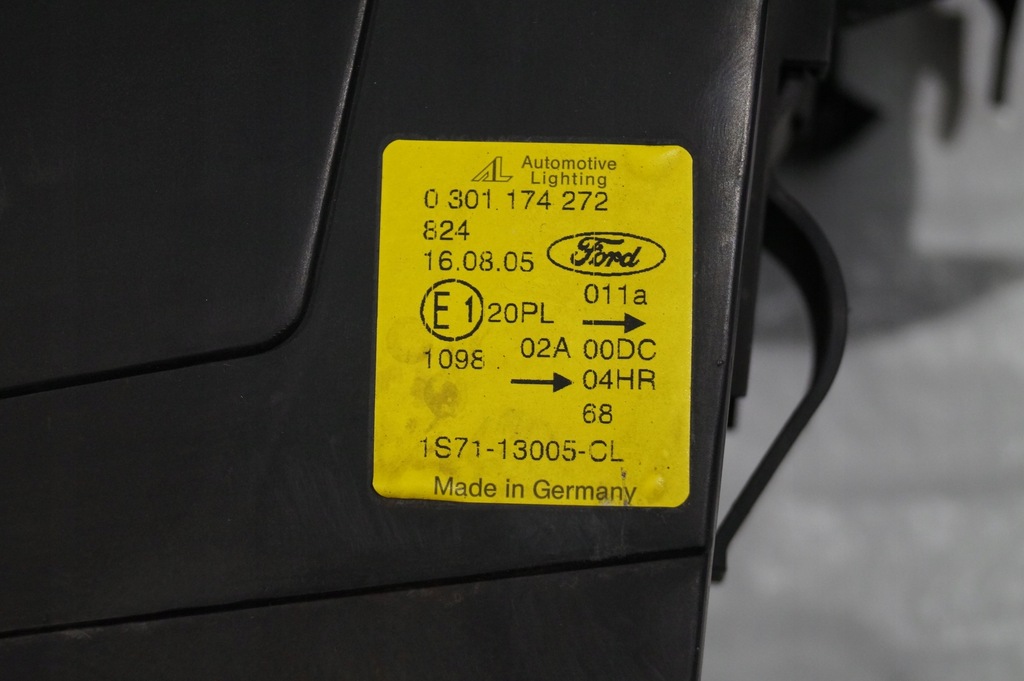 AL Automotive
Lighting
0 301 174 272
824
16.08.05
Ford
011a
E1 20PL →
1098 02A 00DC
→ 04HR
68
1S71-13005-CL
Made in Germany